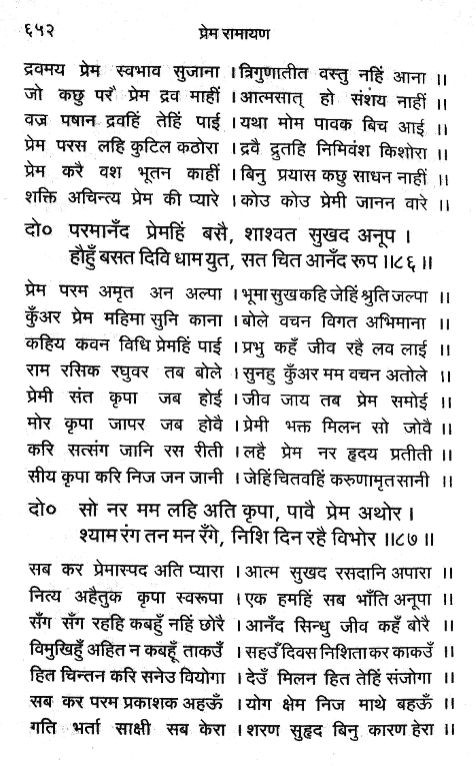 ६५२
प्रेम रामायण
द्रवमय प्रेम स्वभाव सुजाना । त्रिगुणातीत वस्तु नहिं आना ।।
जो कछु परै प्रेम द्रव माहीं । आत्मसात् हो संशय नाहीं ।।
वज्र पषान द्रवहिं तेहिं पाई । यथा मोम पावक बिच आई ।
प्रेम परस लहि कुटिल कठोरा । द्रवै द्रुतहि निमिवंश किशोरा ।
प्रेम करै वश भूतन काहीं । बिनु प्रयास कछु साधन नाहीं ।।
शक्ति अचिन्त्य प्रेम की प्यारे । कोउ कोउ प्रेमी जानन वारे ।
दो० परमानँद प्रेमहिं बसै, शाश्वत सुखद अनूप ।
हौहुँ बसत दिवि धाम युत, सत चित आनँद रूप ।।८६।।
प्रेम परम अमृत अन अल्पा । भूमा सुख कहि जेहिं श्रुति जल्पा ।।
कुँअर प्रेम महिमा सुनि काना । बोले वचन विगत अभिमाना ।।
कहिय कवन विधि प्रेमहिं पाई । प्रभु कहँ जीव रहै लव लाई ।।
राम रसिक रघुवर तब बोले । सुनहु कुँअर मम वचन अतोले ।।
प्रेमी संत कृपा जब होई । जीव जाय तब प्रेम समोई ।।
मोर कृपा जापर जब होवै । प्रेमी भक्त मिलन सो जोवै ।।
करि सत्संग जानि रस रीती । लहै प्रेम नर हृदय प्रतीती ।।
सीय कृपा करि निज जन जानी । जेहिं चितवहिं करुणामृत सानी ।।
दो० सो नर मम लहि अति कृपा, पावै प्रेम अथोर ।
श्याम रंग तन मन रँगे, निशि दिन रहै विभोर ।।८७।।
सब कर प्रेमास्पद अति प्यारा । आत्म सुखद रसदानि अपारा ।।
नित्य अहैतुक कृपा स्वरूपा । एक हमहिं सब भाँति अनूपा ।।
सँग सँग रहहि कबहुँ नहिं छोरै । आनँद सिन्धु जीव कहँ बोरै ।।
विमुखिहुँ अहित न कबहूँ ताकउँ । सहउँ दिवस निशिता कर काकउँ ।।
हित चिन्तन करि सनेउ वियोगा । देउँ मिलन हित तेहिं संजोगा ।।
सब कर परम प्रकाशक अहऊँ । योग क्षेम निज माथे बहऊँ ।।
गति भर्ता साक्षी सब केरा । शरण सुहृद बिनु कारण हेरा ।।